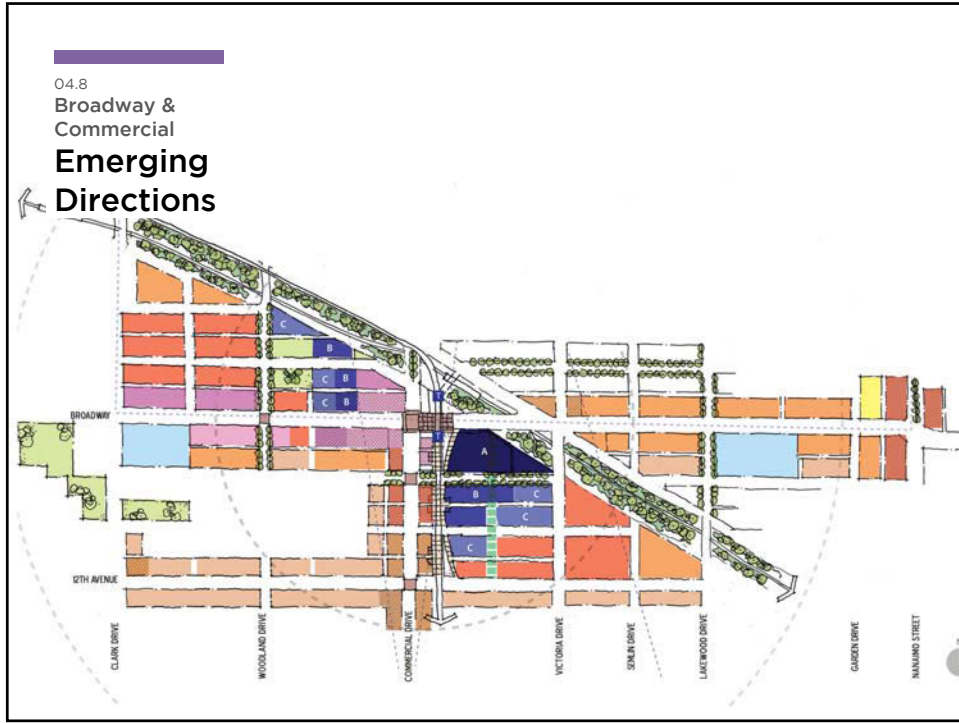 04.8
Broadway &
Commercial
Emerging
Directions
C
B
C B
C
BROADWAY
T
T
A
B C
C
C
12TH AVENUE
CLARK DRIVE
WOODLAND DRIVE
COMMERCIAL DRIVE
VICTORIA DRIVE
SEMLIN DRIVE
LAKEWOOD DRIVE
GARDEN DRIVE
NANAIMO STREET